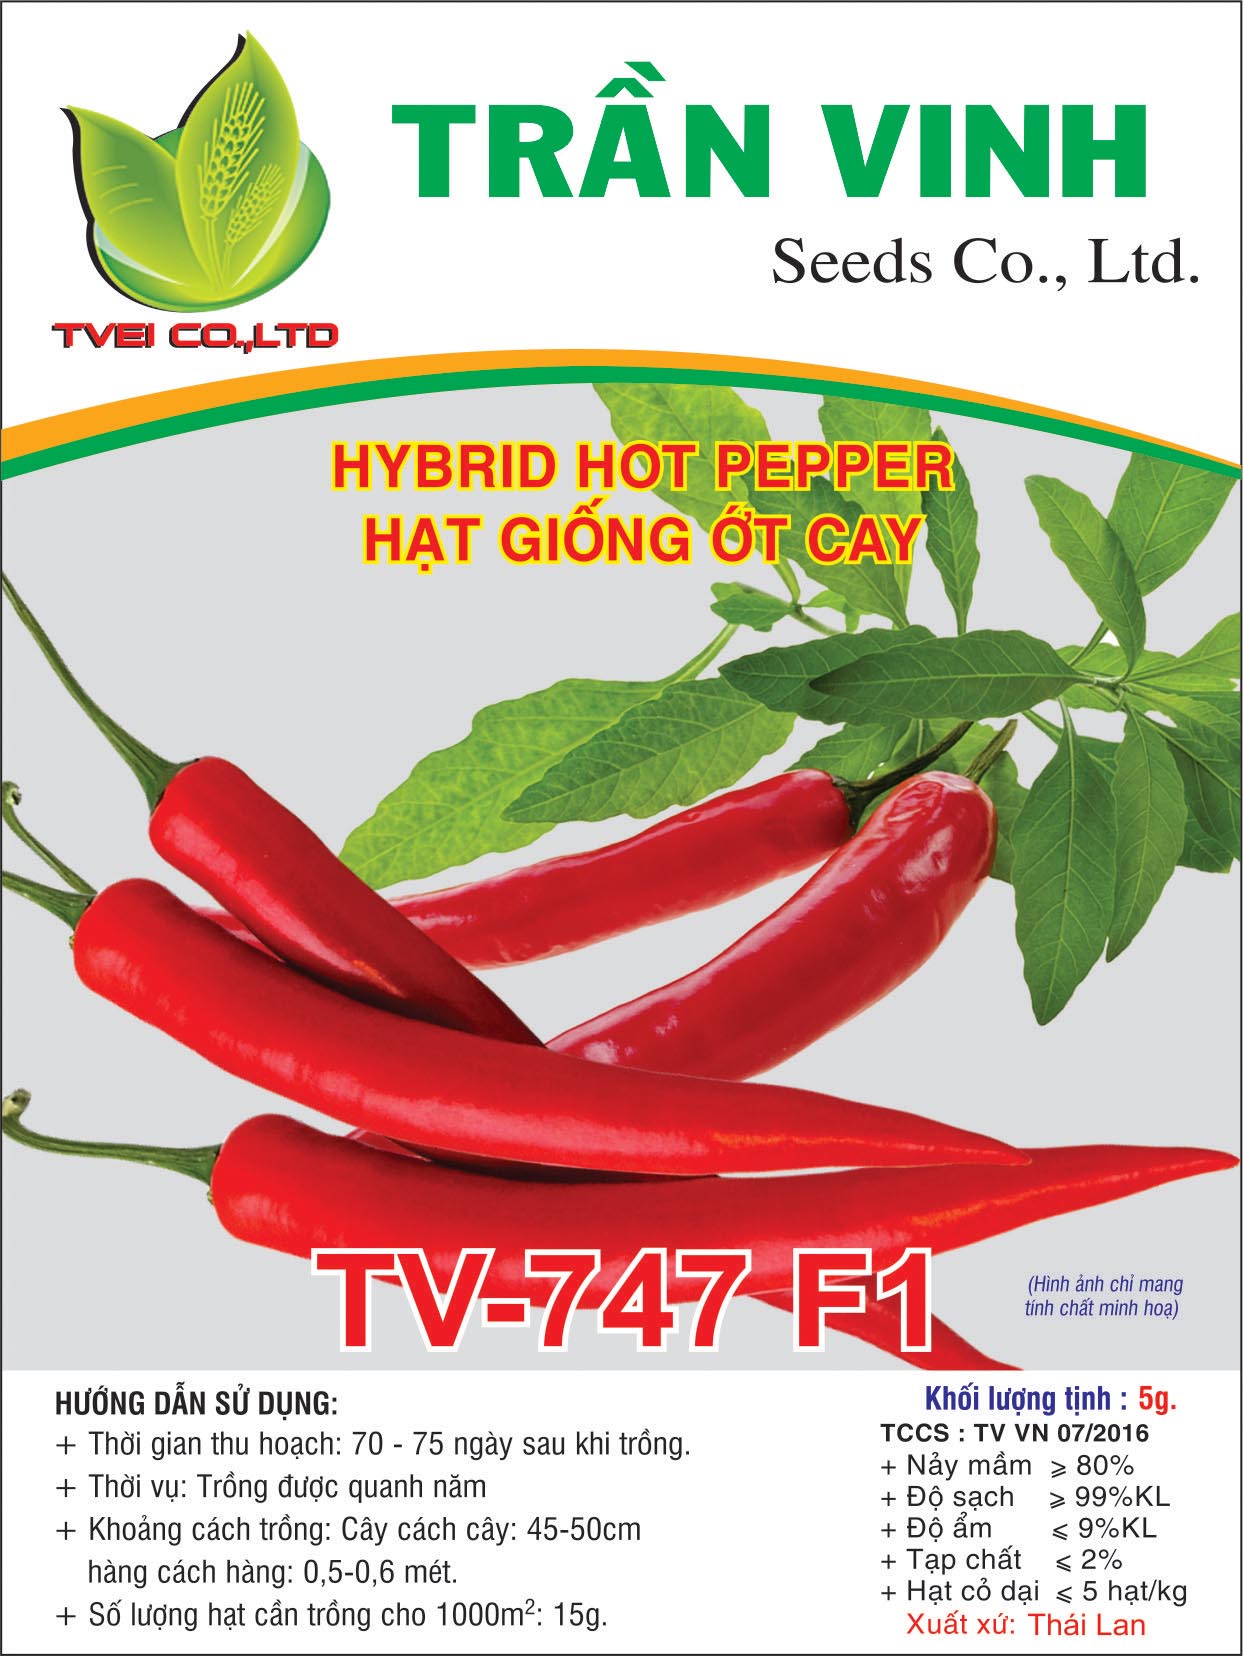 TRẦN VINH
Seeds Co., Ltd.
TVEI CO.,LTD
HYBRID HOT PEPPER
HẠT GIỐNG ỚT CAY
TV-747 F1
(Hình ảnh chỉ mang
tính chất minh hoạ)
HƯỚNG DẪN SỬ DỤNG:
+ Thời gian thu hoạch: 70 - 75 ngày sau khi trồng.
+ Thời vụ: Trồng được quanh năm
+ Khoảng cách trồng: Cây cách cây: 45-50cm
hàng cách hàng: 0,5-0,6 mét.
+ Số lượng hạt cần trồng cho 1000m²: 15g.
Khối lượng tịnh : 5g.
TCCS : TV VN 07/2016
+ Nảy mầm ⩾ 80%
+ Độ sạch ⩾ 99%KL
+ Độ ẩm ⩽ 9%KL
+ Tạp chất ⩽ 2%
+ Hạt cỏ dại ⩽ 5 hạt/kg
Xuất xứ: Thái Lan